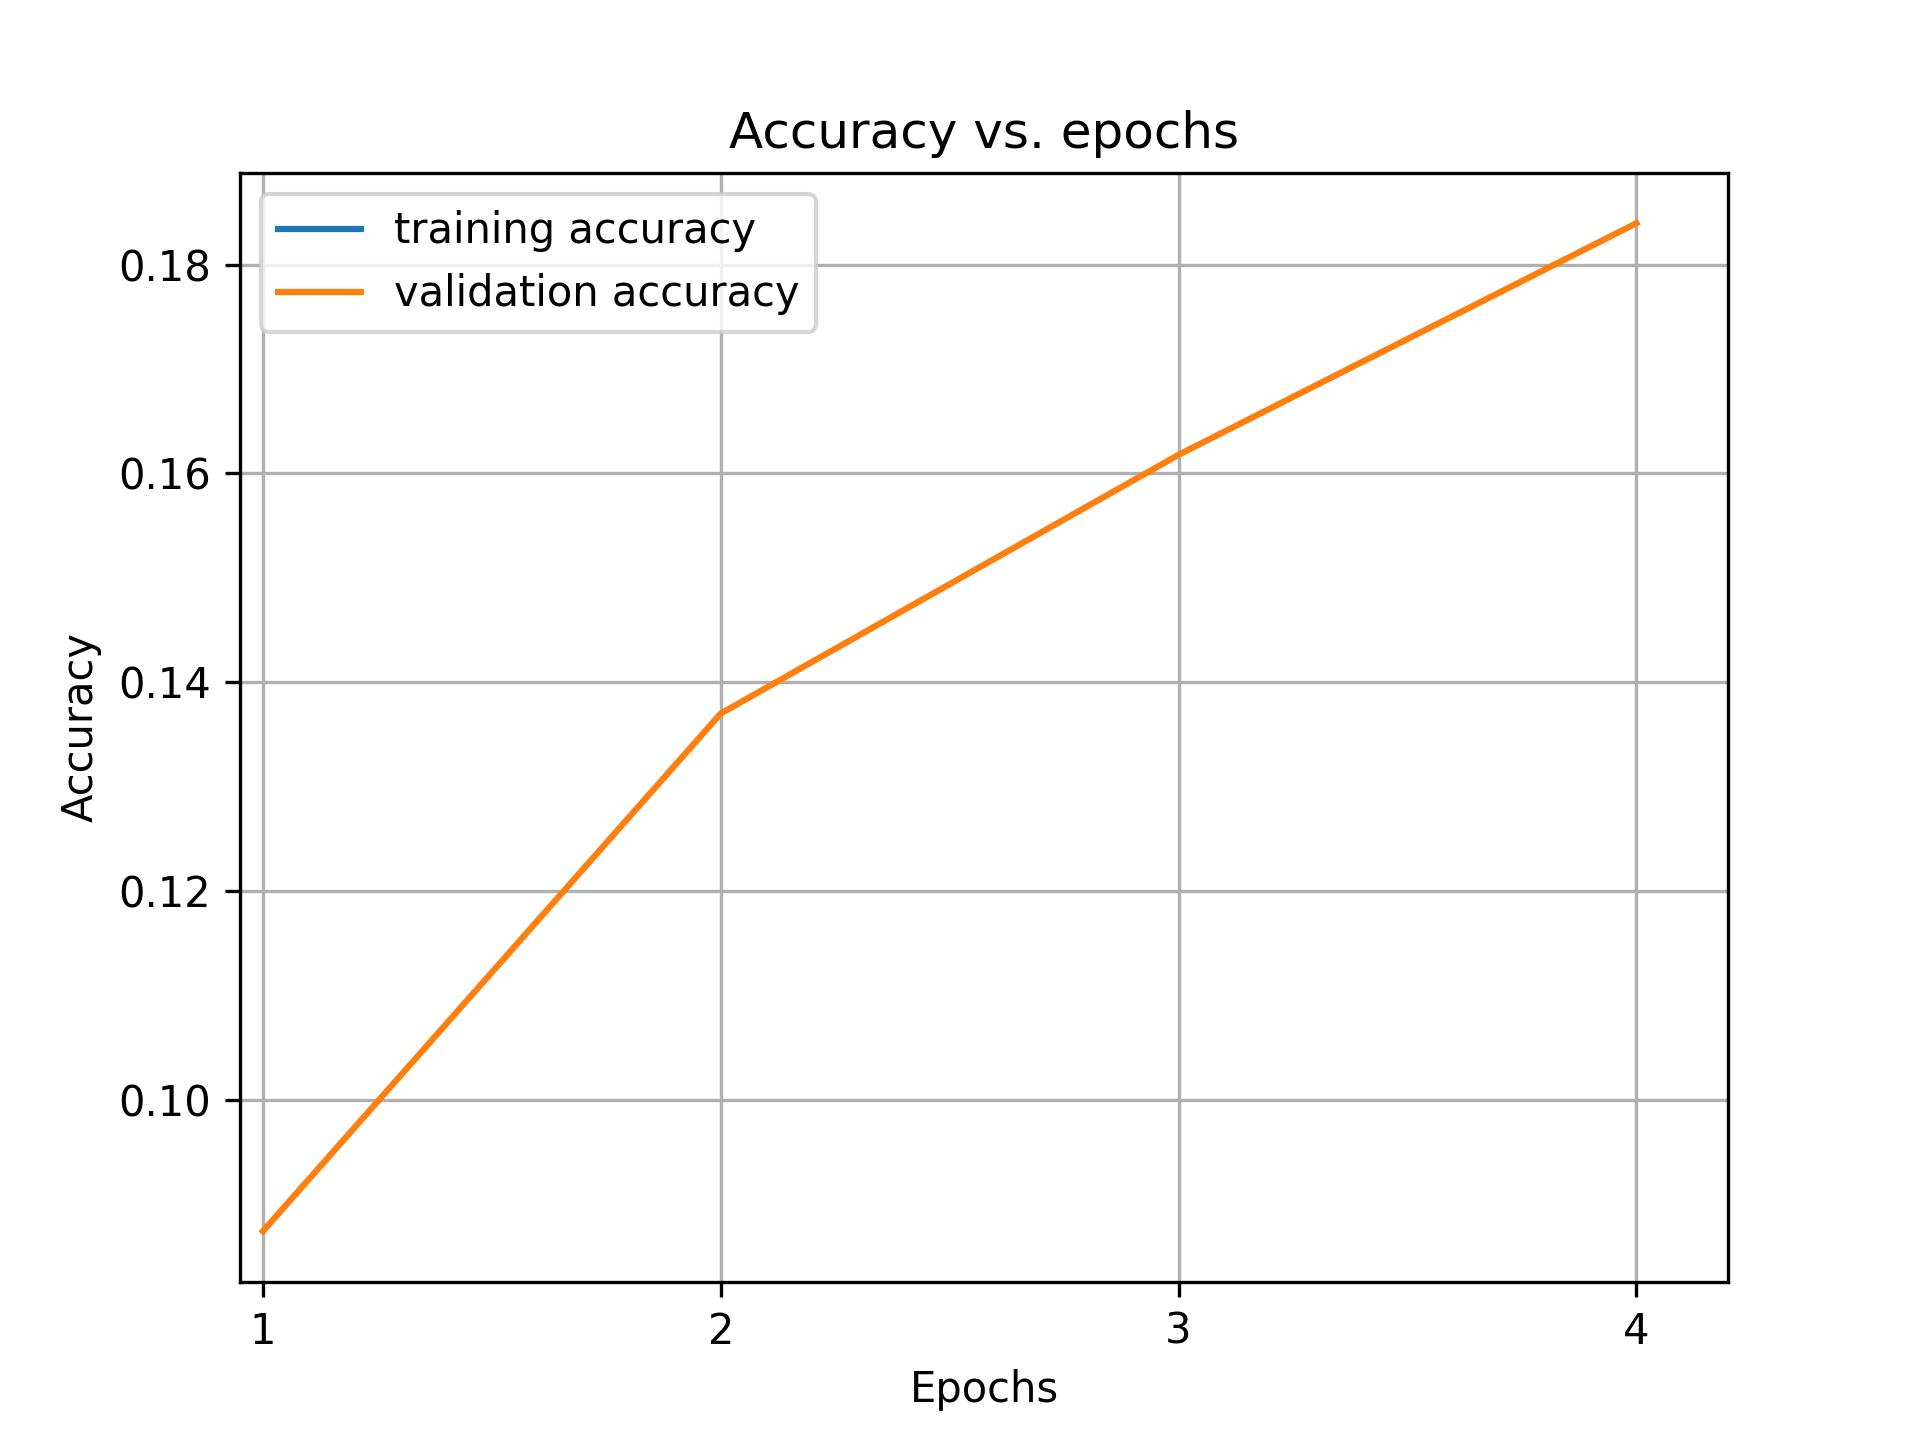 Accuracy vs. epochs
training accuracy
validation accuracy
0.18
0.16
0.14
0.12
0.10
Accuracy
1 2 3 4
Epochs